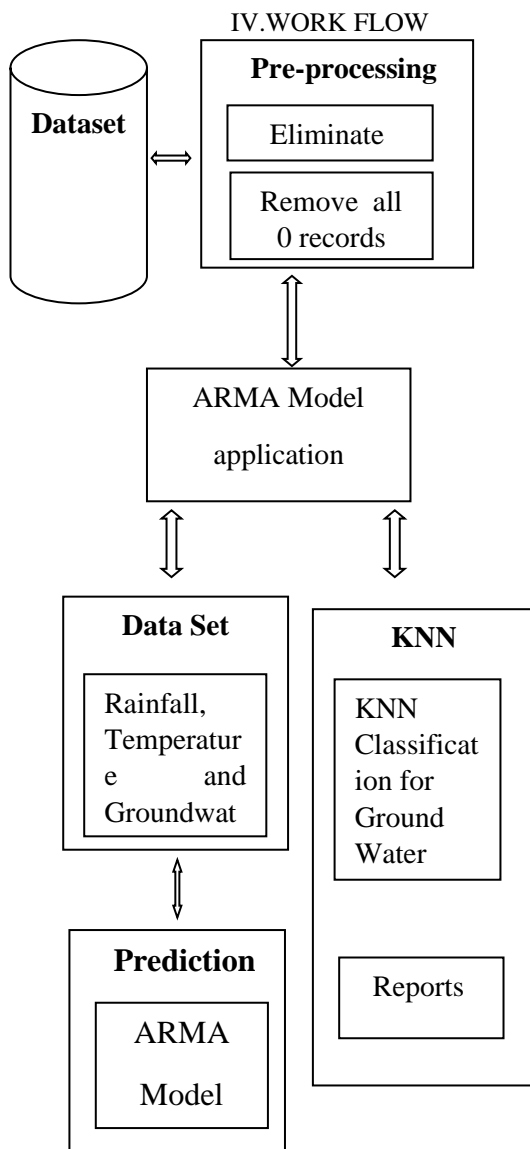 IV.WORK FLOW
Pre-processing
Dataset
Eliminate
Remove all
0 records
ARMA Model
application
Data Set
Rainfall,
Temperatur
e and
Groundwat
KNN
KNN
Classificat
ion for
Ground
Water
Prediction
ARMA
Model
Reports